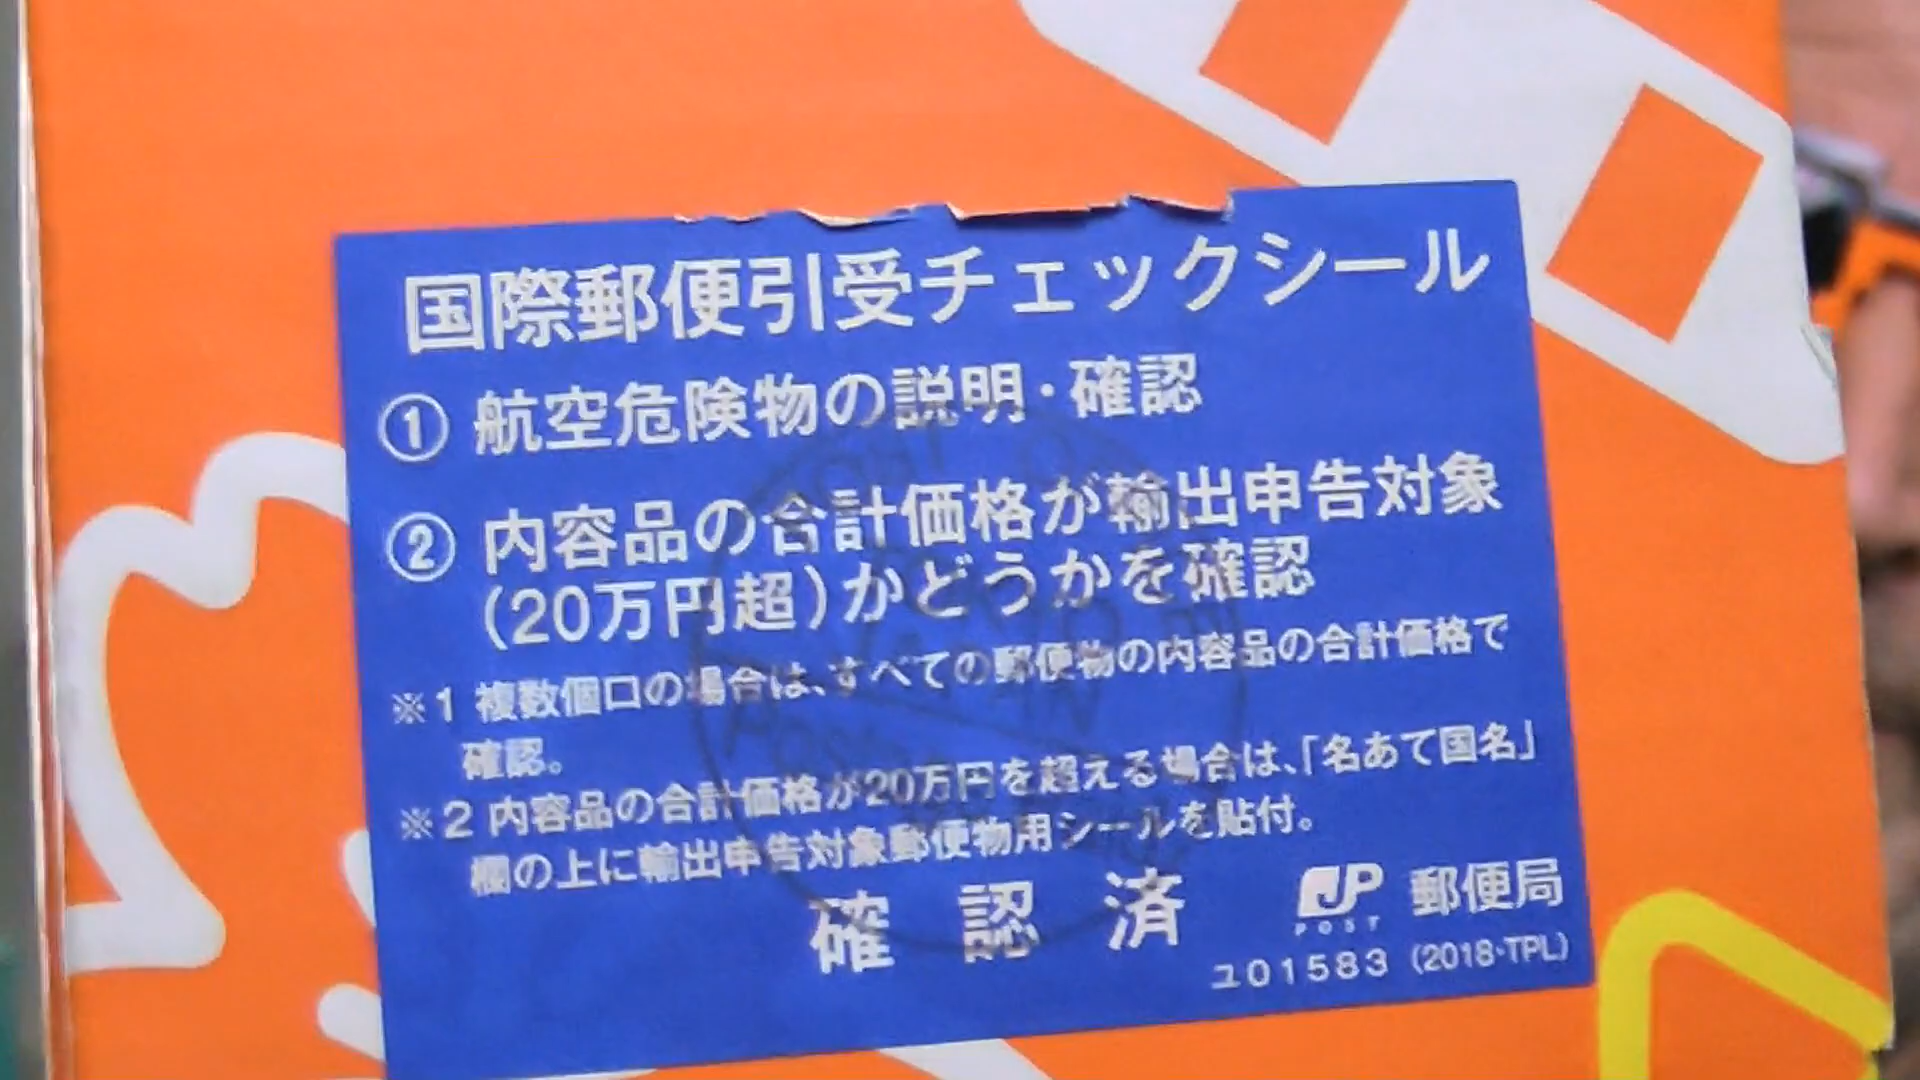 国際郵便引受チェックシール
① 航空危険物の説明・確認
② 内容品の合計価格が輸出申告対象
(20万円超)かどうかを確認
※1 複数個口の場合は、すべての郵便物の内容品の合計価格で
確認。
※2 内容品の合計価格が20万円を超える場合は、「名あて国名」
欄の上に輸出申告対象郵便物用シールを貼付。
確認済
JP POST 郵便局
ユ01583 (2018・TPL)